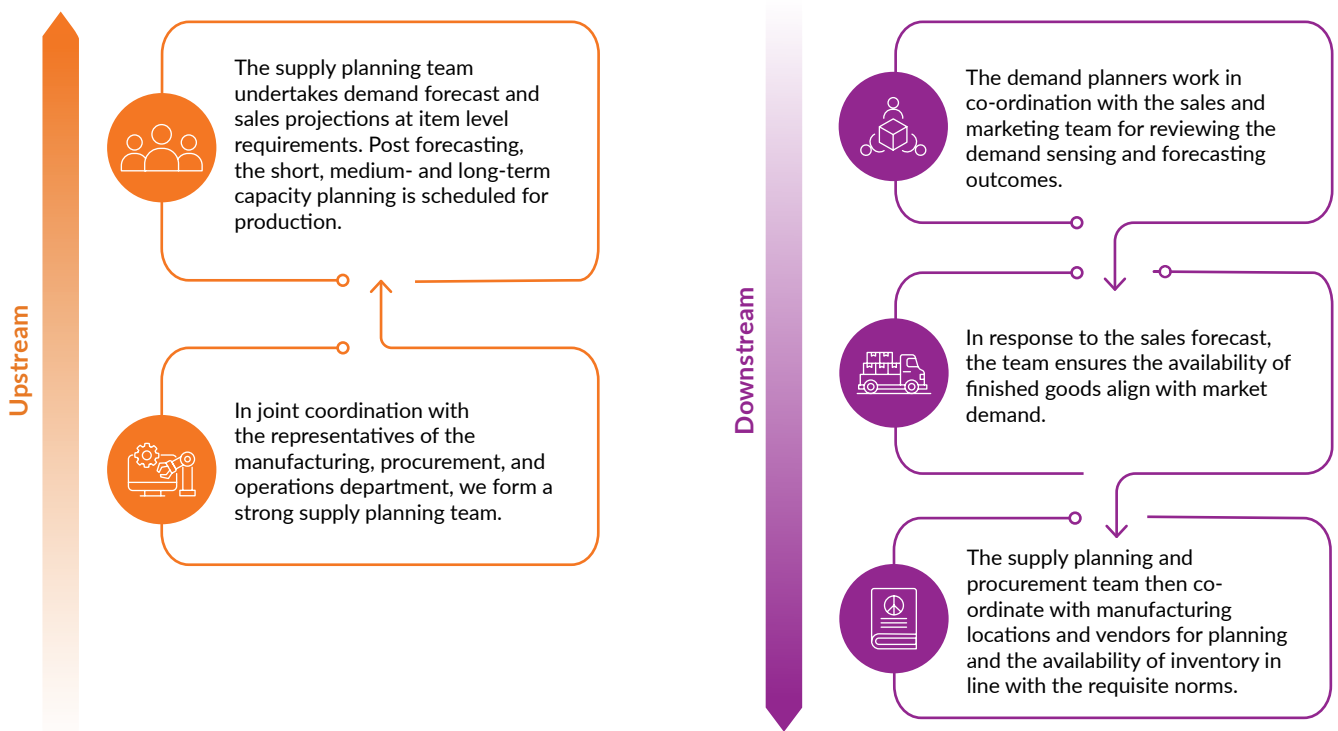 Upstream
The supply planning team
undertakes demand forecast and
sales projections at item level
requirements. Post forecasting,
the short, medium- and long-term
capacity planning is scheduled for
production.
In joint coordination with
the representatives of the
manufacturing, procurement, and
operations department, we form a
strong supply planning team.
Downstream
The demand planners work in
co-ordination with the sales and
marketing team for reviewing the
demand sensing and forecasting
outcomes.
In response to the sales forecast,
the team ensures the availability of
finished goods align with market
demand.
The supply planning and
procurement team then co-
ordinate with manufacturing
locations and vendors for planning
and the availability of inventory in
line with the requisite norms.